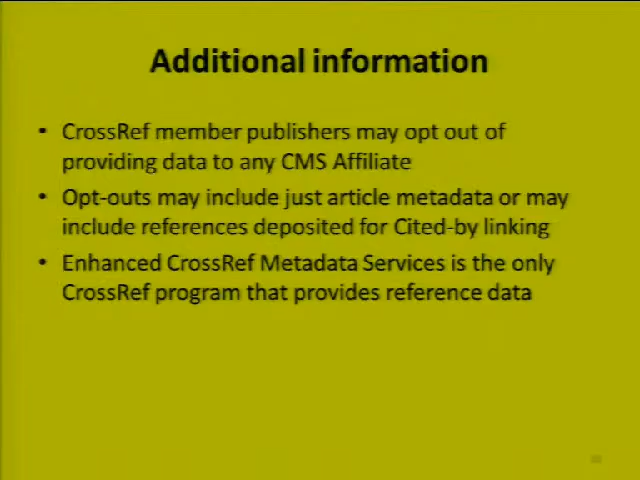 Additional information
• CrossRef member publishers may opt out of
providing data to any CMS Affiliate
• Opt-outs may include just article metadata or may
include references deposited for Cited-by linking
• Enhanced CrossRef Metadata Services is the only
CrossRef program that provides reference data